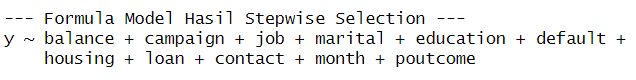 --- Formula Model Hasil Stepwise Selection ---
y ~ balance + campaign + job + marital + education + default +
    housing + loan + contact + month + poutcome